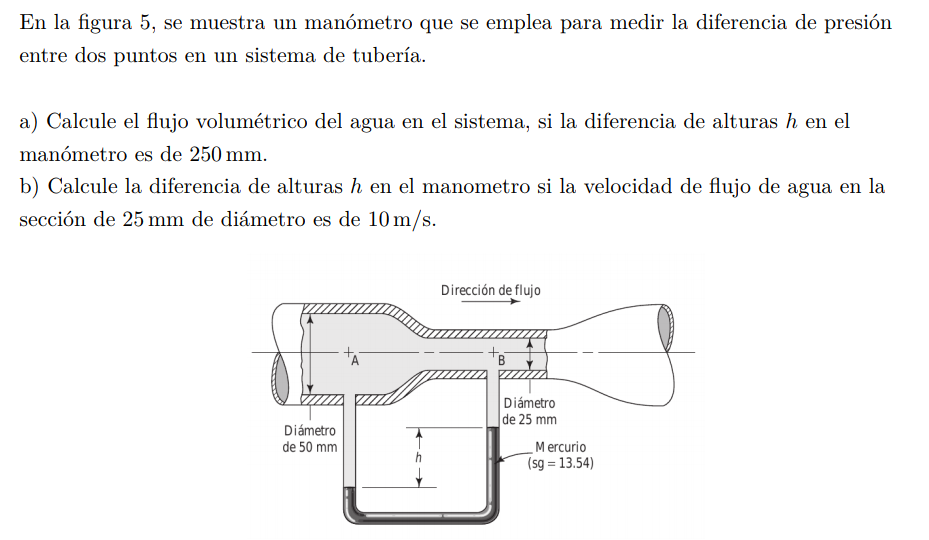 En la figura 5, se muestra un manómetro que se emplea para medir la diferencia de presión
entre dos puntos en un sistema de tubería.
a) Calcule el flujo volumétrico del agua en el sistema, si la diferencia de alturas h en el
manómetro es de 250 mm.
b) Calcule la diferencia de alturas h en el manometro si la velocidad de flujo de agua en la
sección de 25 mm de diámetro es de 10 m/s.
Dirección de flujo
A
B
Diámetro
de 50 mm
h
Diámetro
de 25 mm
Mercurio
(sg = 13.54)